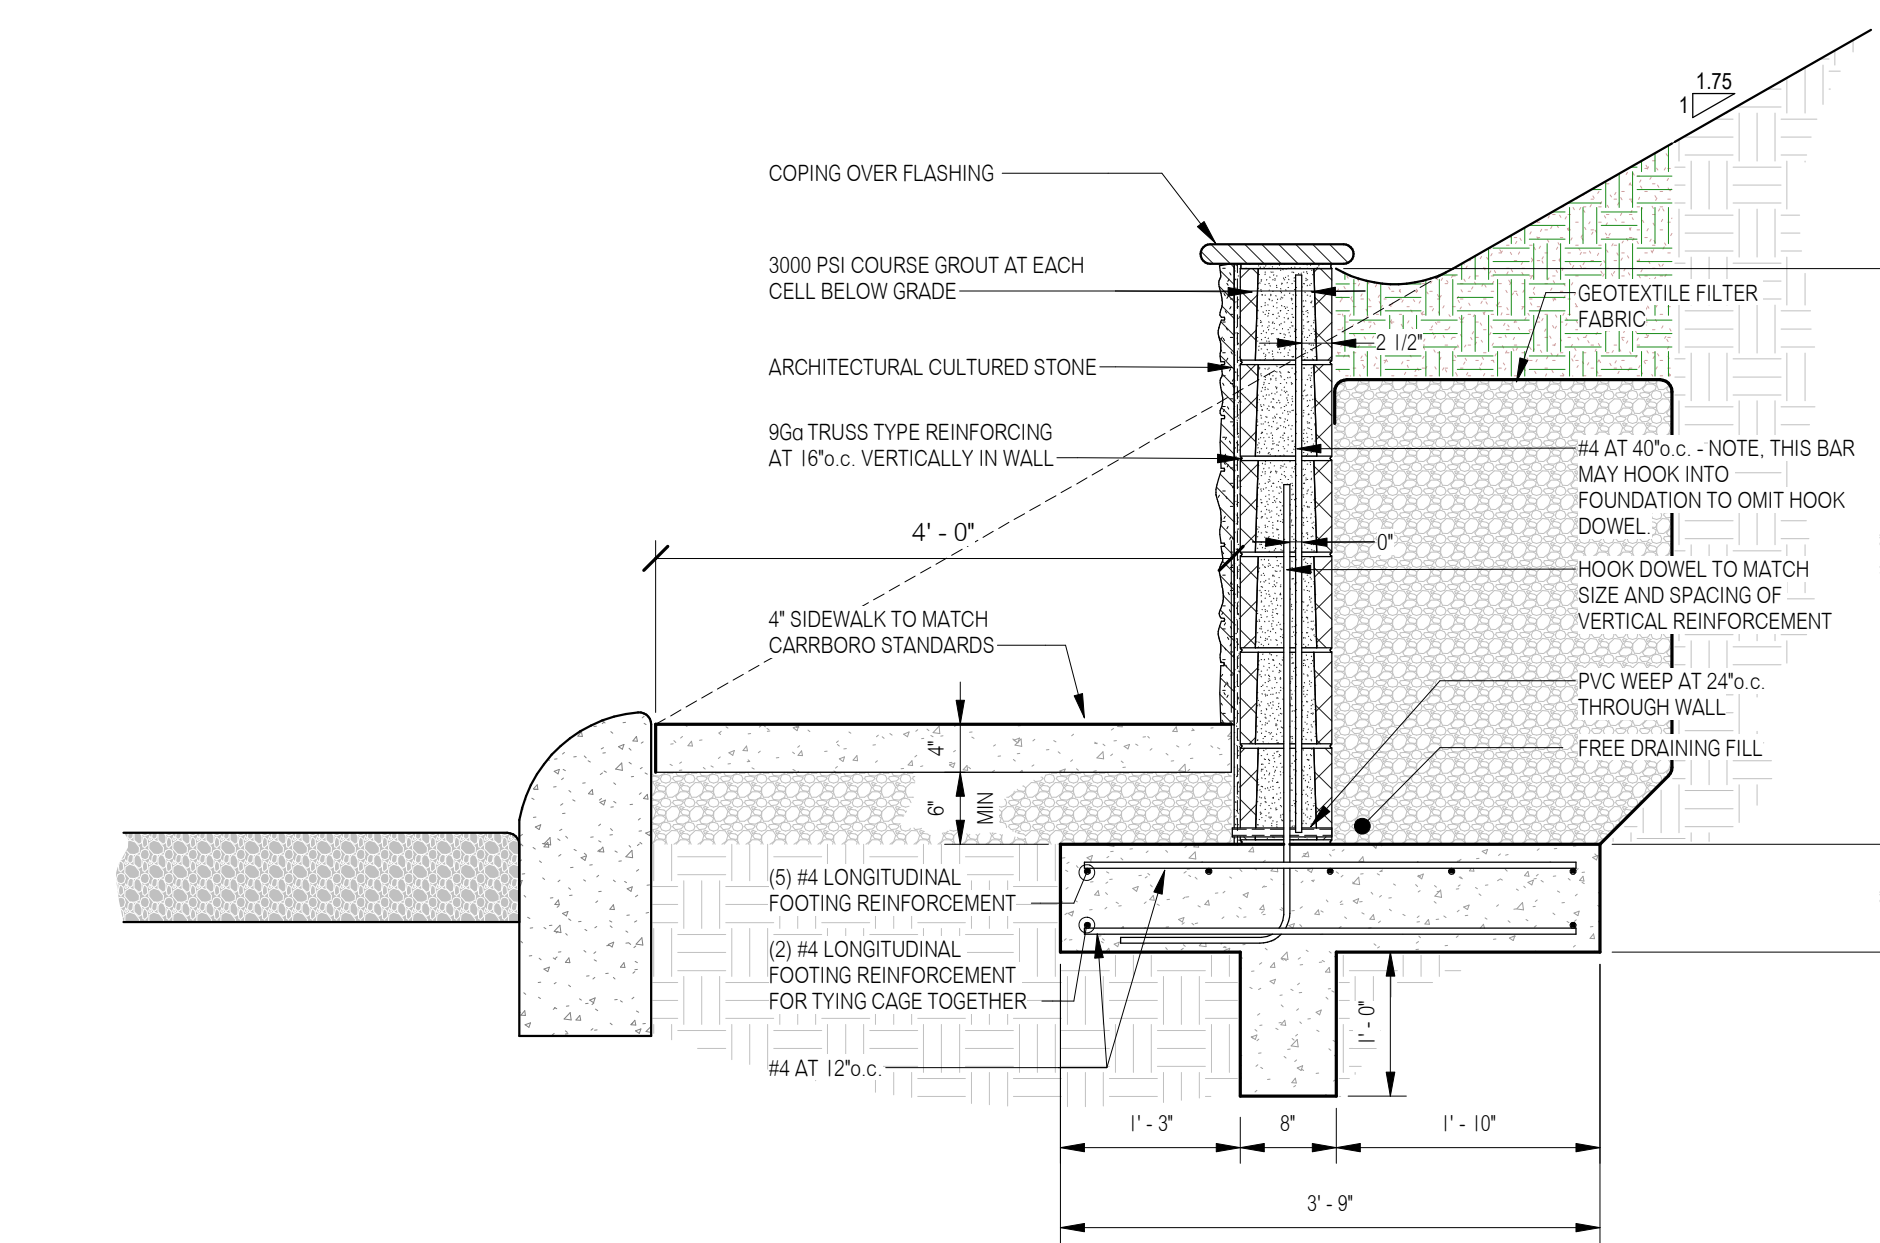 1.75
1
COPING OVER FLASHING
3000 PSI COURSE GROUT AT EACH
CELL BELOW GRADE
GEOTEXTILE FILTER
FABRIC
2 1/2"
ARCHITECTURAL CULTURED STONE
9Ga TRUSS TYPE REINFORCING
AT 16"o.c. VERTICALLY IN WALL
#4 AT 40"o.c. - NOTE, THIS BAR
MAY HOOK INTO
FOUNDATION TO OMIT HOOK
DOWEL.
4' - 0"
0"
HOOK DOWEL TO MATCH
SIZE AND SPACING OF
VERTICAL REINFORCEMENT
4" SIDEWALK TO MATCH
CARRBORO STANDARDS
PVC WEEP AT 24"o.c.
THROUGH WALL
FREE DRAINING FILL
4"
6"
MIN
(5) #4 LONGITUDINAL
FOOTING REINFORCEMENT
(2) #4 LONGITUDINAL
FOOTING REINFORCEMENT
FOR TYING CAGE TOGETHER
#4 AT 12"o.c.
1' - 0"
1' - 3"
8"
1' - 10"
3' - 9"